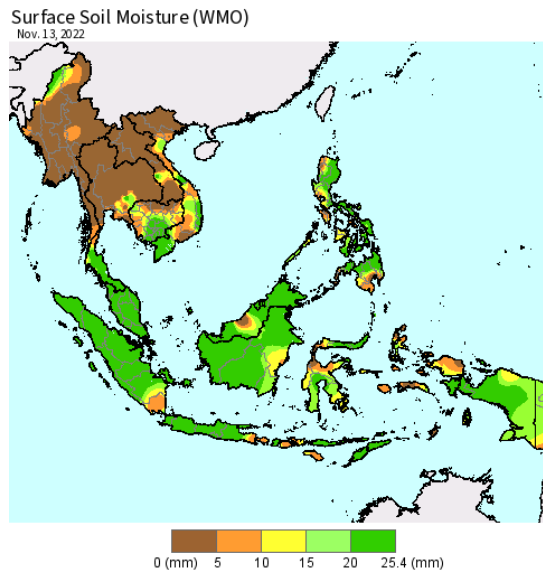 Surface Soil Moisture (WMO)
Nov. 13, 2022
0 (mm) 5 10 15 20 25.4 (mm)